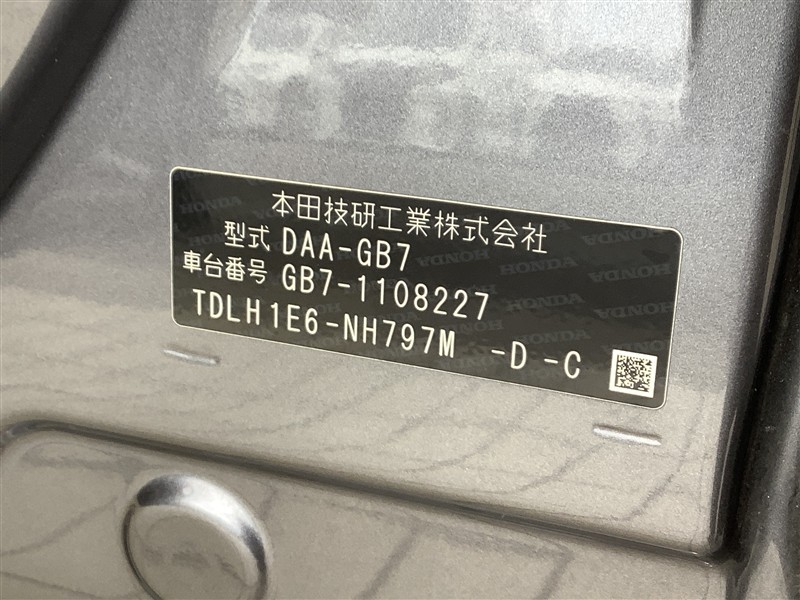 本田技研工業株式会社
型式 DAA-GB7
車台番号 GB7-1108227
TDLH1E6-NH797M -D -C